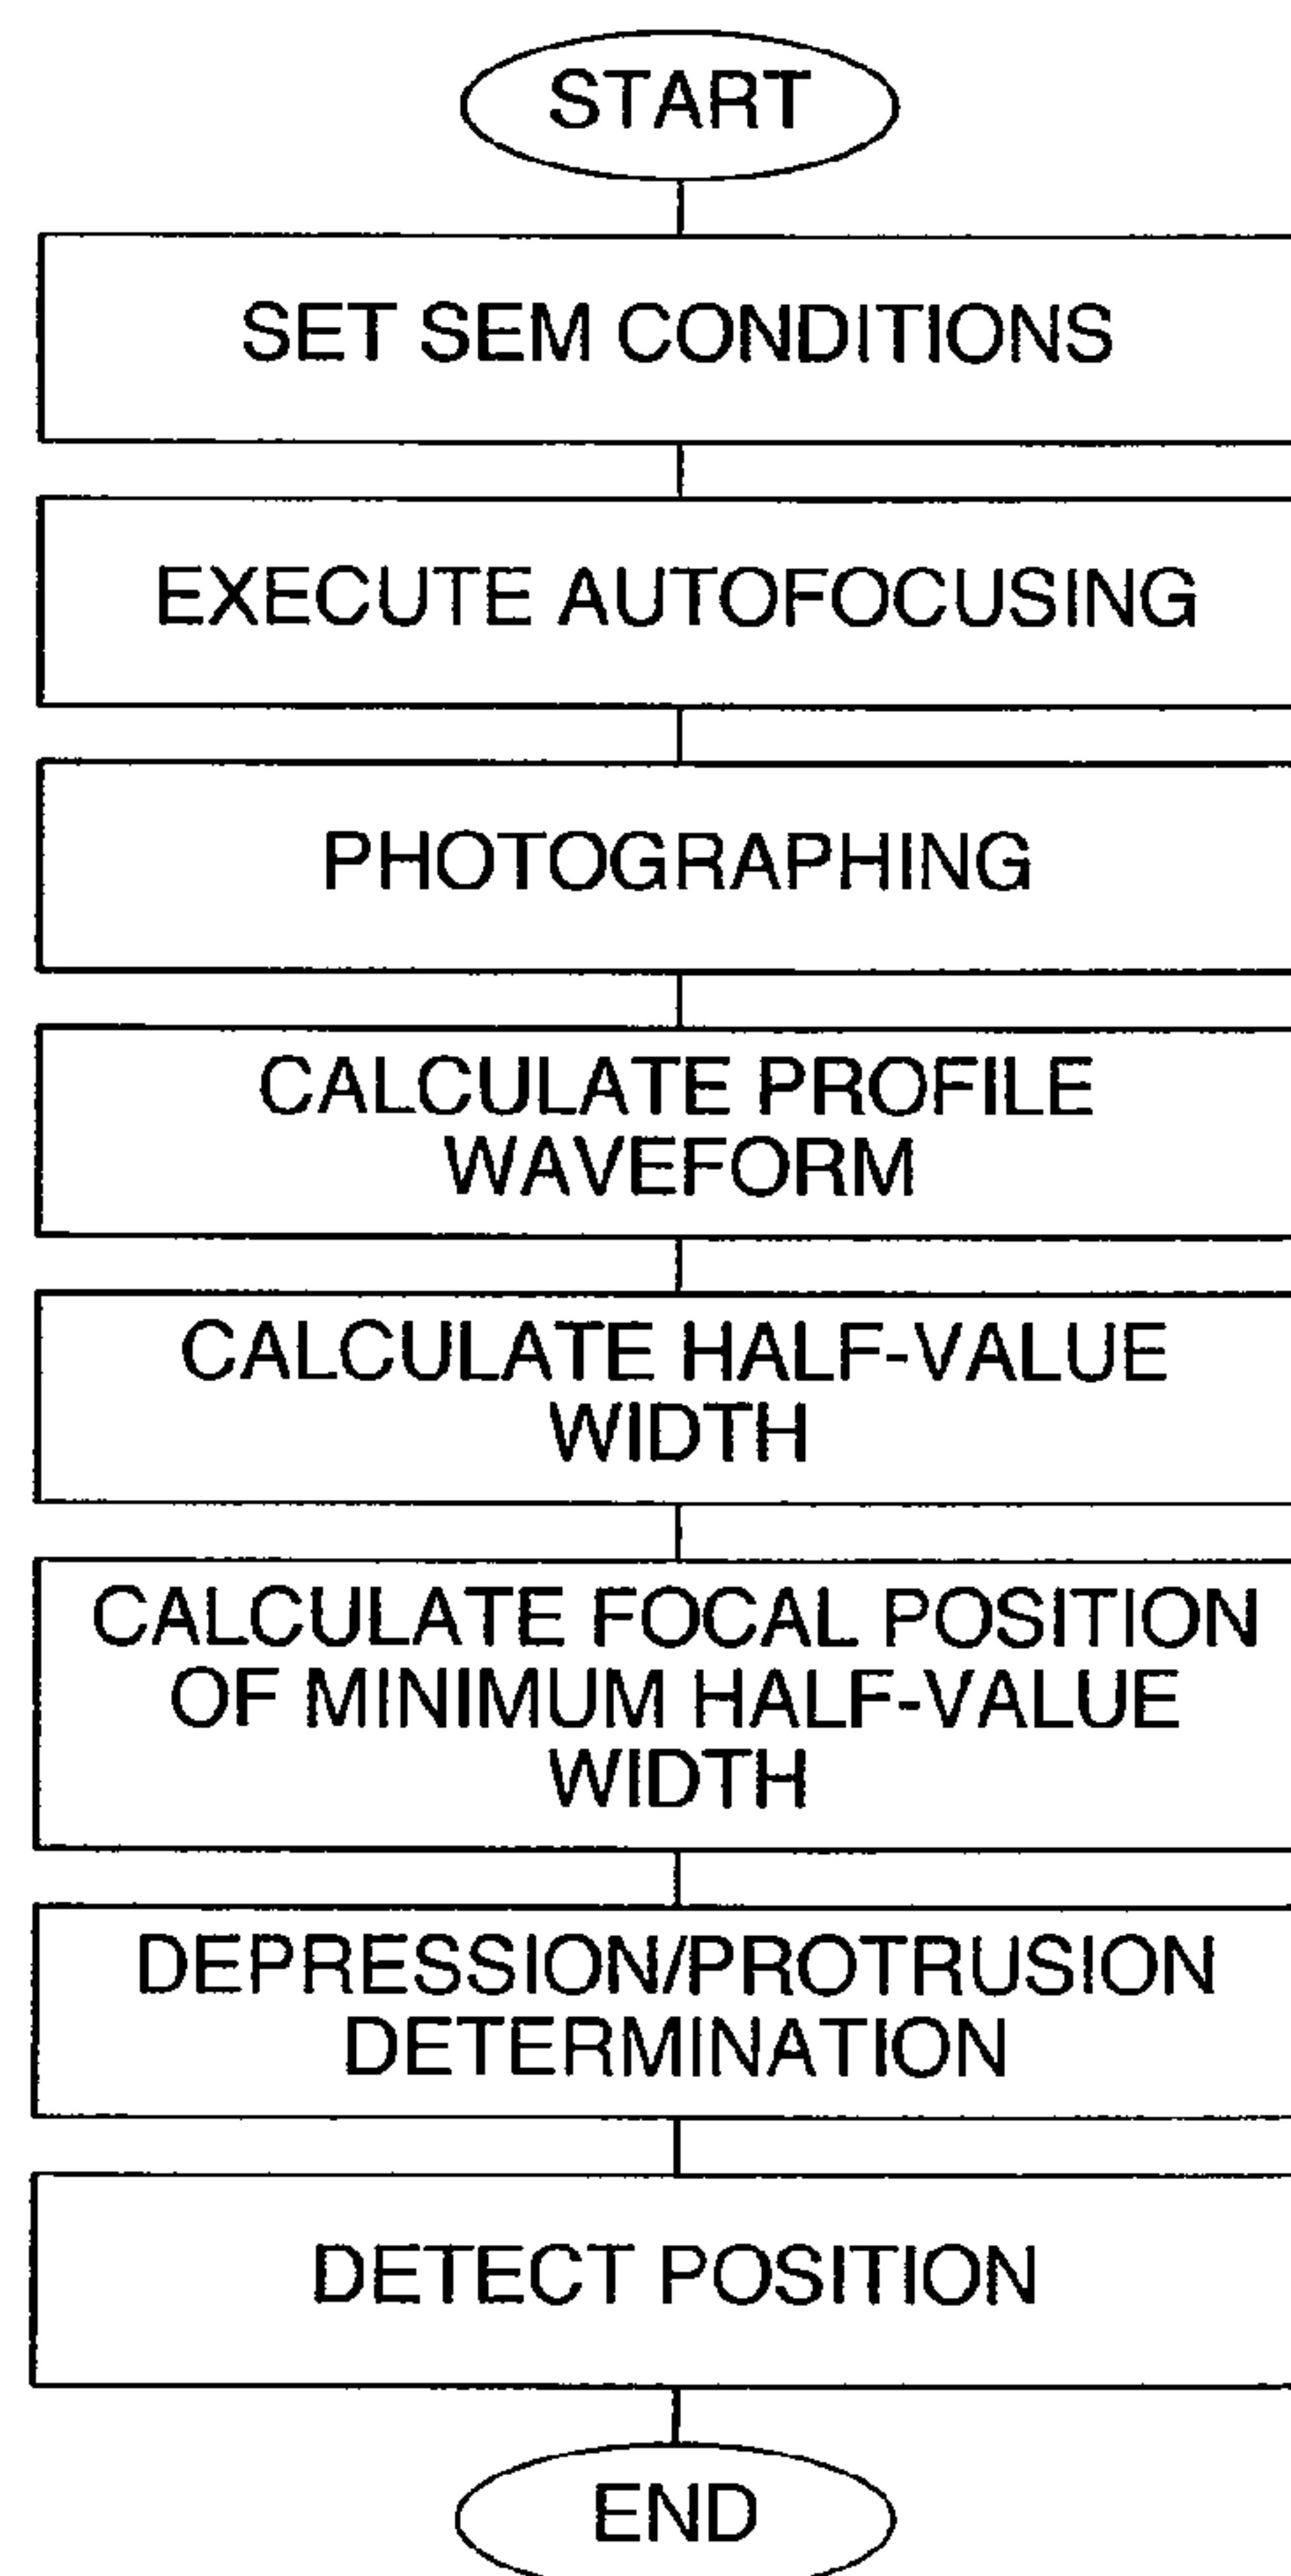 START
SET SEM CONDITIONS
EXECUTE AUTOFOCUSING
PHOTOGRAPHING
CALCULATE PROFILE
WAVEFORM
CALCULATE HALF-VALUE
WIDTH
CALCULATE FOCAL POSITION
OF MINIMUM HALF-VALUE
WIDTH
DEPRESSION/PROTRUSION
DETERMINATION
DETECT POSITION
END